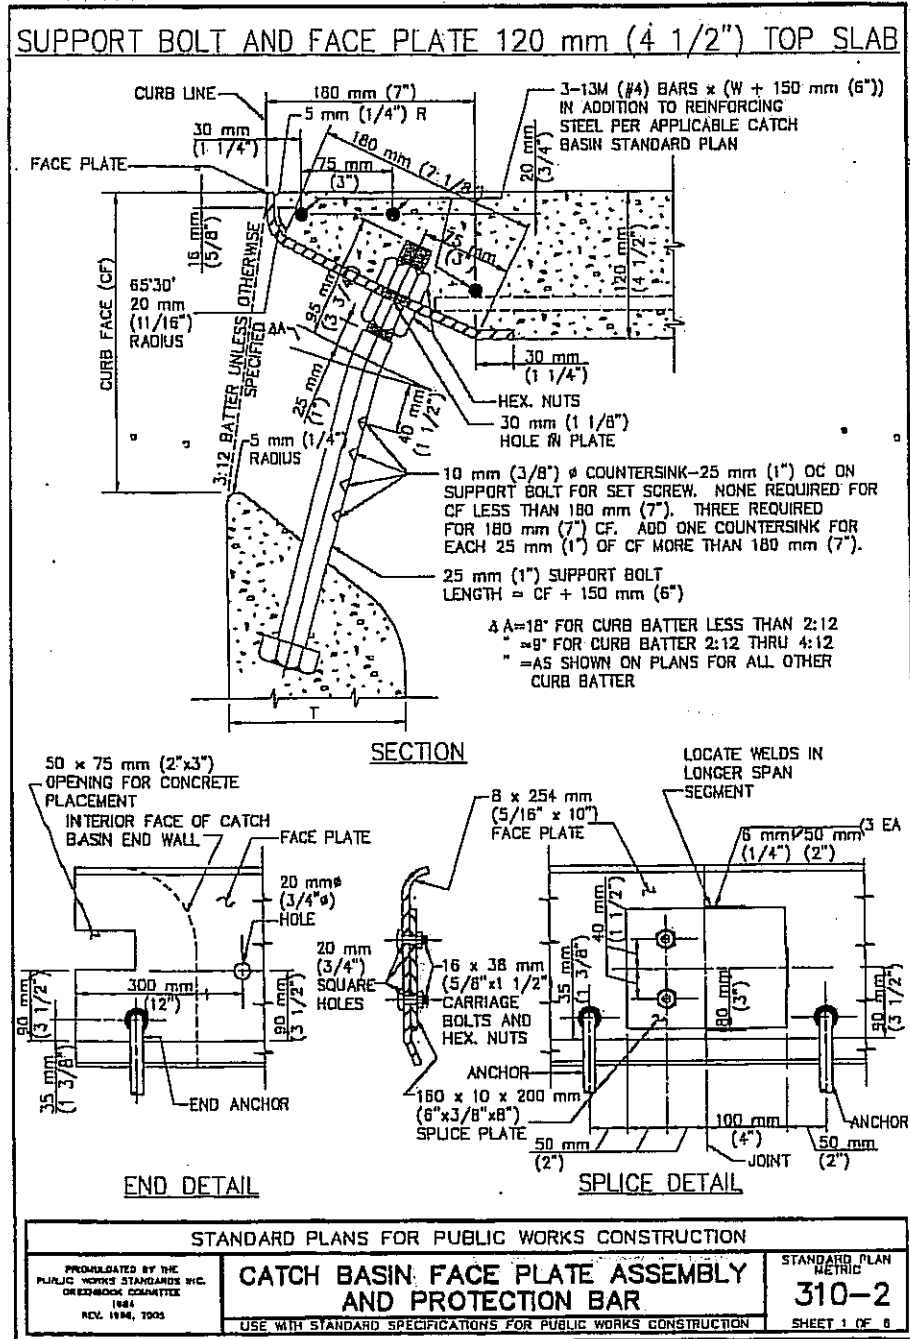 SUPPORT BOLT AND FACE PLATE 120 mm (4 1/2") TOP SLAB
CURB LINE
180 mm (7")
5 mm (1/4") R
3-13M (#4) BARS x (W + 150 mm (6"))
IN ADDITION TO REINFORCING
STEEL PER APPLICABLE CATCH
BASIN STANDARD PLAN
30 mm
(1 1/4")
180 mm (7 1/8")
75 mm
(3")
20 mm
(3/4")
FACE PLATE
16 mm
(5/8")
75 mm
(3")
120 mm
(4 1/2")
CURB FACE (CF)
65°30'
20 mm
(11/16")
RADIUS
3:12 BATTER UNLESS OTHERWISE
SPECIFIED
95 mm
(3 3/4")
ΔA
25 mm
(1")
40 mm
(1 1/2")
30 mm
(1 1/4")
HEX. NUTS
30 mm (1 1/8")
HOLE IN PLATE
5 mm (1/4")
RADIUS
10 mm (3/8") ø COUNTERSINK-25 mm (1") OC ON
SUPPORT BOLT FOR SET SCREW. NONE REQUIRED FOR
CF LESS THAN 180 mm (7"). THREE REQUIRED
FOR 180 mm (7") CF. ADD ONE COUNTERSINK FOR
EACH 25 mm (1") OF CF MORE THAN 180 mm (7").
25 mm (1") SUPPORT BOLT
LENGTH = CF + 150 mm (6")
Δ A=18° FOR CURB BATTER LESS THAN 2:12
" =9° FOR CURB BATTER 2:12 THRU 4:12
" =AS SHOWN ON PLANS FOR ALL OTHER
CURB BATTER
T
SECTION
50 x 75 mm (2"x3")
OPENING FOR CONCRETE
PLACEMENT
INTERIOR FACE OF CATCH
BASIN END WALL
FACE PLATE
20 mmø
(3/4"ø)
HOLE
300 mm
(12")
90 mm
(3 1/2")
90 mm
(3 1/2")
35 mm
(1 3/8")
END ANCHOR
END DETAIL
8 x 254 mm
(5/16" x 10")
FACE PLATE
20 mm
(3/4")
SQUARE
HOLES
16 x 38 mm
(5/8"x1 1/2")
CARRIAGE
BOLTS AND
HEX. NUTS
ANCHOR
160 x 10 x 200 mm
(6"x3/8"x8")
SPLICE PLATE
LOCATE WELDS IN
LONGER SPAN
SEGMENT
6 mm 50 mm (3 EA
(1/4") (2")
40 mm
(1 1/2")
35 mm
(1 3/8")
80 mm
(3")
90 mm
(3 1/2")
ANCHOR
100 mm
(4")
50 mm
(2")
50 mm
(2")
JOINT
SPLICE DETAIL
STANDARD PLANS FOR PUBLIC WORKS CONSTRUCTION
PROMULGATED BY THE
PUBLIC WORKS STANDARDS INC.
GREENBOOK COMMITTEE
1984
REV. 1996,
CATCH BASIN FACE PLATE ASSEMBLY
AND PROTECTION BAR
USE WITH STANDARD SPECIFICATIONS FOR PUBLIC WORKS CONSTRUCTION
STANDARD PLAN
METRIC
310-2
SHEET 1 OF 6